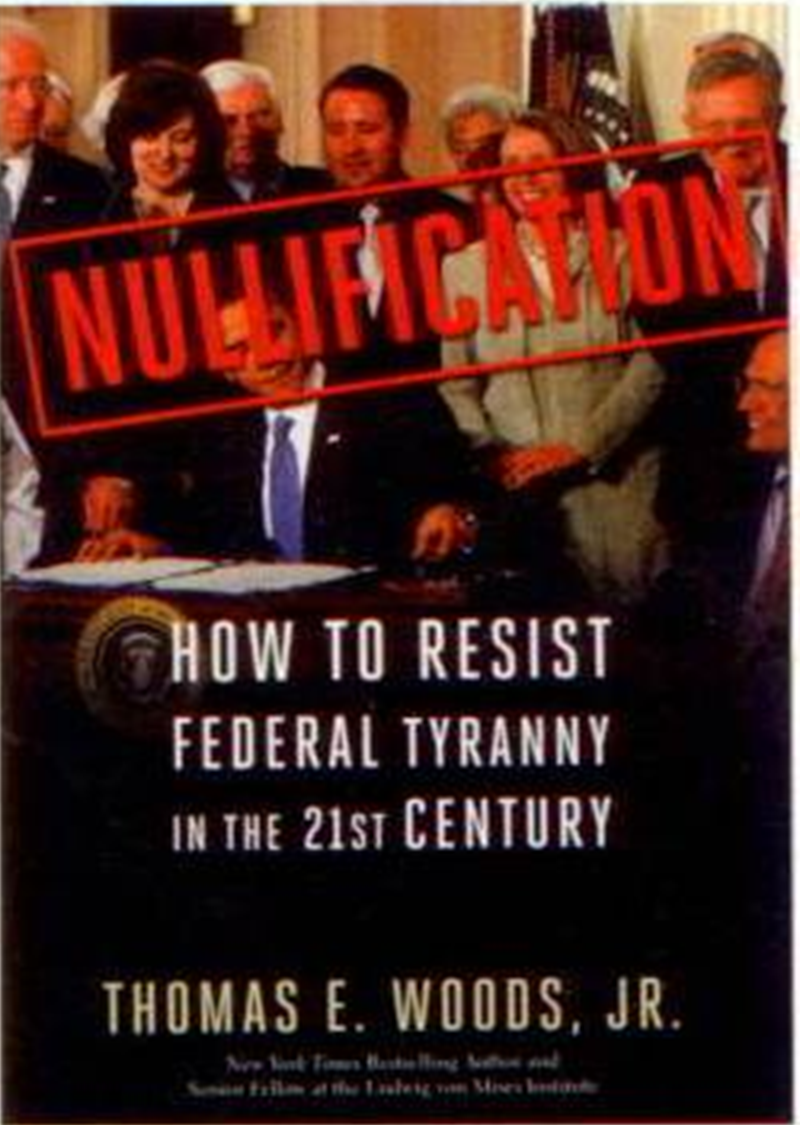 NULLIFICATION
HOW TO RESIST
FEDERAL TYRANNY
IN THE 21ST CENTURY
THOMAS E. WOODS, JR.
New York Times Bestselling Author and
Senior Fellow at the Ludwig von Mises Institute